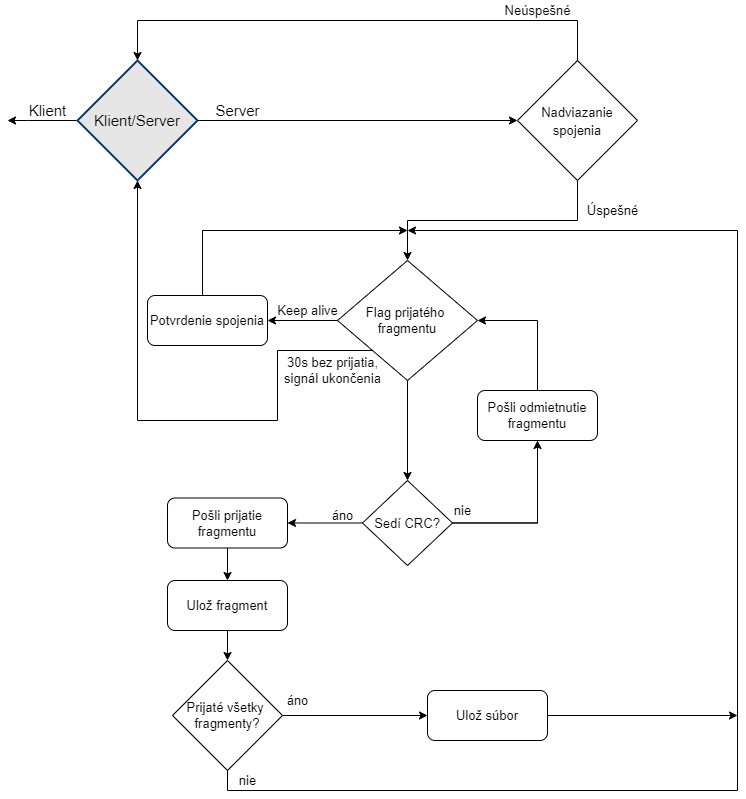 Neúspešné
Klient
Klient/Server
Server
Nadviazanie
spojenia
Úspešné
Potvrdenie spojenia
Keep alive
Flag prijatého
fragmentu
30s bez prijatia,
signál ukončenia
Pošli odmietnutie
fragmentu
Pošli prijatie
fragmentu
áno
Sedí CRC?
nie
Ulož fragment
Prijaté všetky
fragmenty?
áno
Ulož súbor
nie